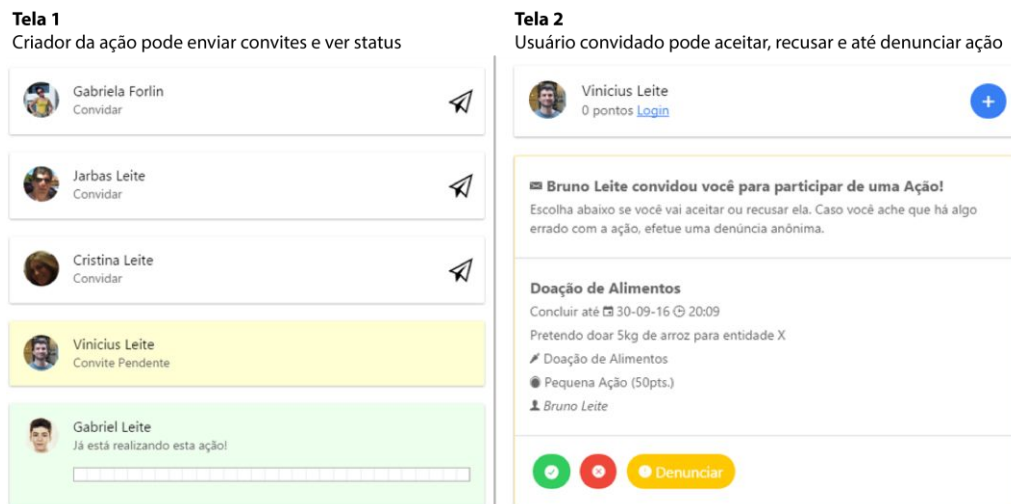 Tela 1
Criador da ação pode enviar convites e ver status
Gabriela Forlin
Convidar
Jarbas Leite
Convidar
Cristina Leite
Convidar
Vinicius Leite
Convite Pendente
Gabriel Leite
Já está realizando esta ação!
Tela 2
Usuário convidado pode aceitar, recusar e até denunciar ação
Vinicius Leite
0 pontos Login
Bruno Leite convidou você para participar de uma Ação!
Escolha abaixo se você vai aceitar ou recusar ela. Caso você ache que há algo
errado com a ação, efetue uma denúncia anônima.
Doação de Alimentos
Concluir até 30-09-16 20:09
Pretendo doar 5kg de arroz para entidade X
Doação de Alimentos
Pequena Ação (50pts.)
Bruno Leite
Denunciar